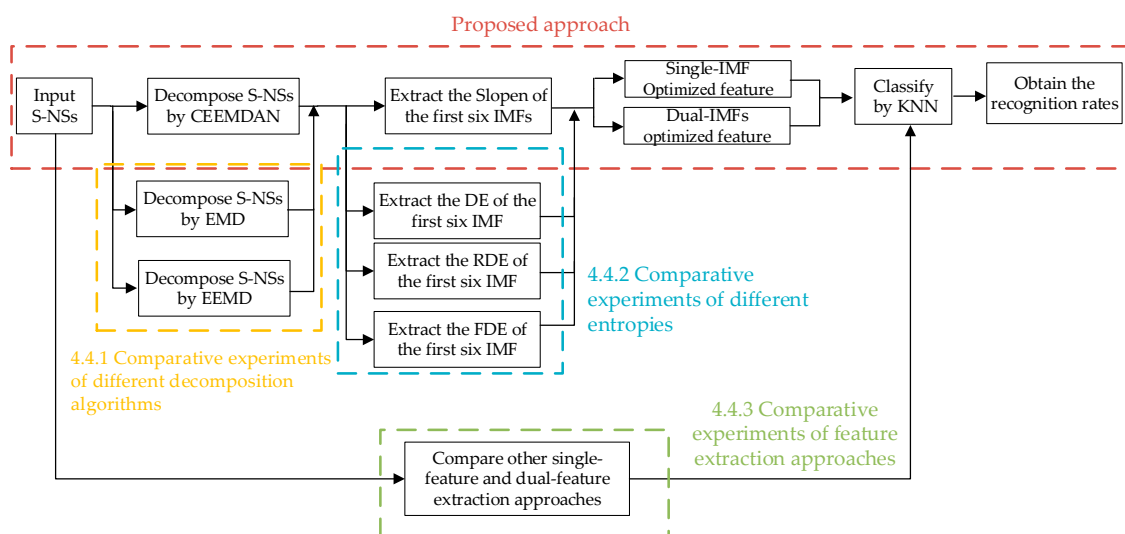 Proposed approach
Input
S-NSs
Decompose S-NSs
by CEEMDAN
Extract the Slopen of
the first six IMFs
Single-IMF
Optimized feature
Dual-IMFs
optimized feature
Classify
by KNN
Obtain the
recognition rates
Decompose S-NSs
by EMD
Decompose S-NSs
by EEMD
4.4.1 Comparative experiments
of different decomposition
algorithms
Extract the DE of the
first six IMF
Extract the RDE of
the first six IMF
Extract the FDE of
the first six IMF
4.4.2 Comparative
experiments of different
entropies
4.4.3 Comparative
experiments of feature
extraction approaches
Compare other single-
feature and dual-feature
extraction approaches